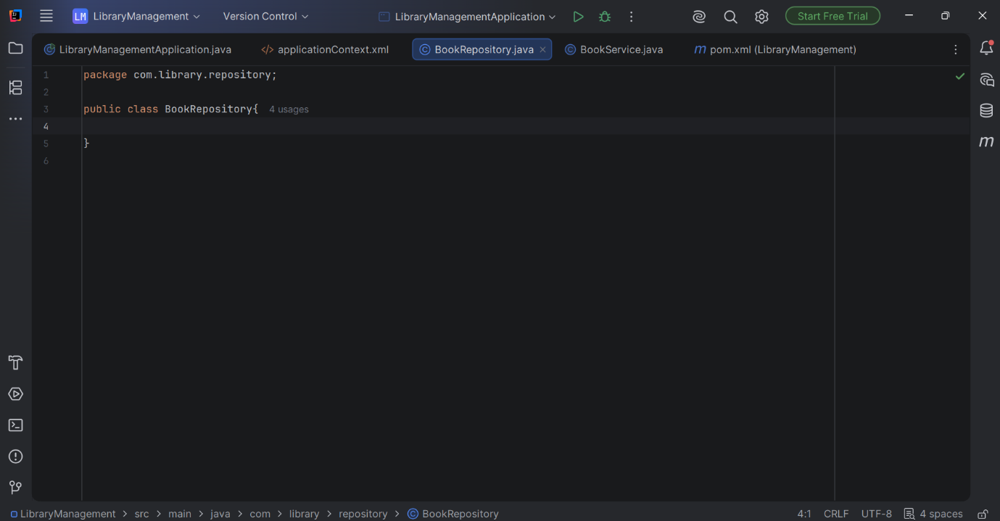 LM LibraryManagement Version Control LibraryManagementApplication Start Free Trial
LibraryManagementApplication.java </> applicationContext.xml BookRepository.java BookService.java m pom.xml (LibraryManagement)
1 package com.library.repository;
2
3 public class BookRepository{ 4 usages
4
5 }
6
m
LibraryManagement > src > main > java > com > library > repository > BookRepository 4:1 CRLF UTF-8 4 spaces